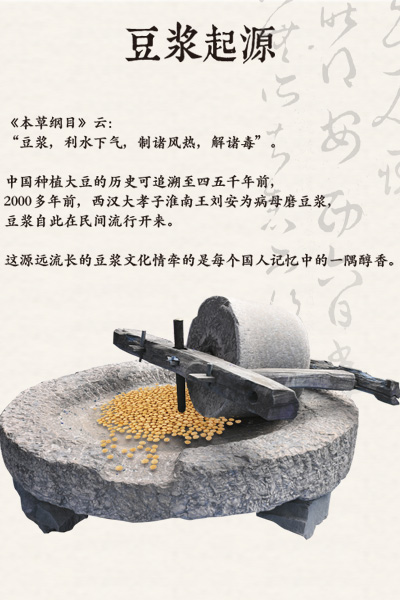 豆浆起源
《本草纲目》云：
“豆浆，利水下气，制诸风热，解诸毒”。
中国种植大豆的历史可追溯至四五千年前，
2000多年前，西汉大孝子淮南王刘安为病母磨豆浆，
豆浆自此在民间流行开来。
这源远流长的豆浆文化情牵的是每个国人记忆中的一隅醇香。